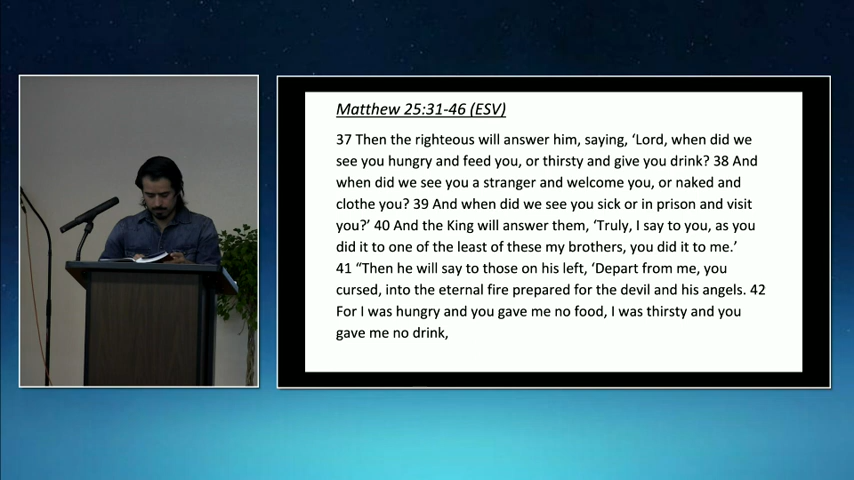 Matthew 25:31-46 (ESV)
37 Then the righteous will answer him, saying, ‘Lord, when did we
see you hungry and feed you, or thirsty and give you drink? 38 And
when did we see you a stranger and welcome you, or naked and
clothe you? 39 And when did we see you sick or in prison and visit
you?’ 40 And the King will answer them, ‘Truly, I say to you, as you
did it to one of the least of these my brothers, you did it to me.’
41 “Then he will say to those on his left, ‘Depart from me, you
cursed, into the eternal fire prepared for the devil and his angels. 42
For I was hungry and you gave me no food, I was thirsty and you
gave me no drink,